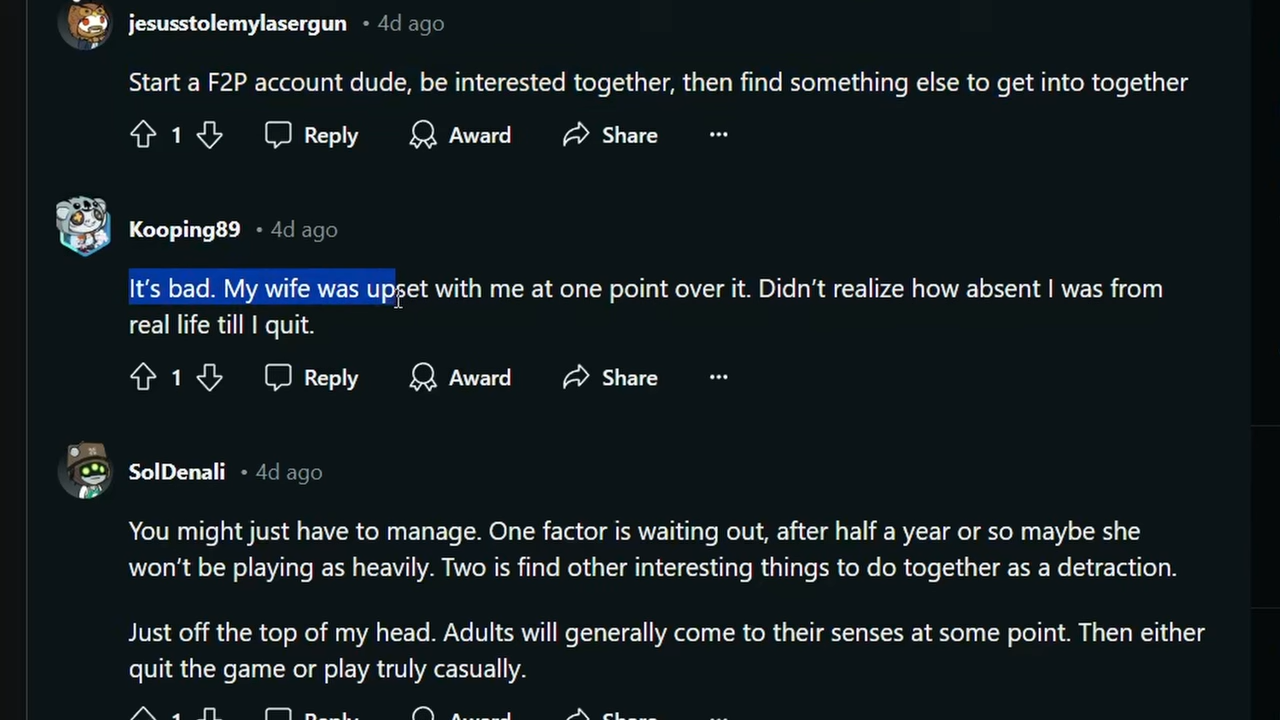 jesusstolemylasergun • 4d ago
Start a F2P account dude, be interested together, then find something else to get into together
1 Reply Award Share ...
Kooping89 • 4d ago
It’s bad. My wife was upset with me at one point over it. Didn’t realize how absent I was from
real life till I quit.
1 Reply Award Share ...
SolDenali • 4d ago
You might just have to manage. One factor is waiting out, after half a year or so maybe she
won’t be playing as heavily. Two is find other interesting things to do together as a detraction.
Just off the top of my head. Adults will generally come to their senses at some point. Then either
quit the game or play truly casually.
1 Reply Award Share ...